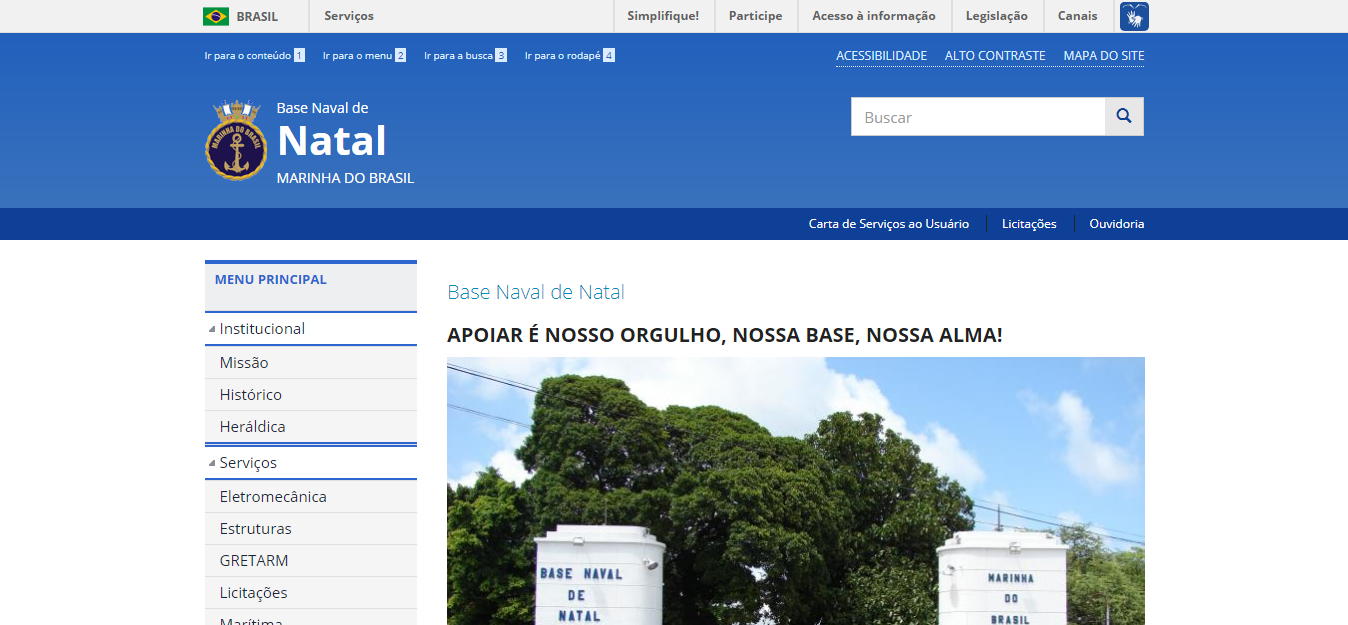 BRASIL Serviços Simplifique! Participe Acesso à informação Legislação Canais
Ir para o conteúdo 1 Ir para o menu 2 Ir para a busca 3 Ir para o rodapé 4
ACESSIBILIDADE ALTO CONTRASTE MAPA DO SITE
MARINHA DO BRASIL
Base Naval de
Natal
MARINHA DO BRASIL
Buscar
Carta de Serviços ao Usuário Licitações Ouvidoria
MENU PRINCIPAL
Institucional
Missão
Histórico
Heráldica
Serviços
Eletromecânica
Estruturas
GRETARM
Licitações
Marítima
Base Naval de Natal
APOIAR É NOSSO ORGULHO, NOSSA BASE, NOSSA ALMA!
BASE NAVAL
DE
NATAL
MARINHA
DO
BRASIL